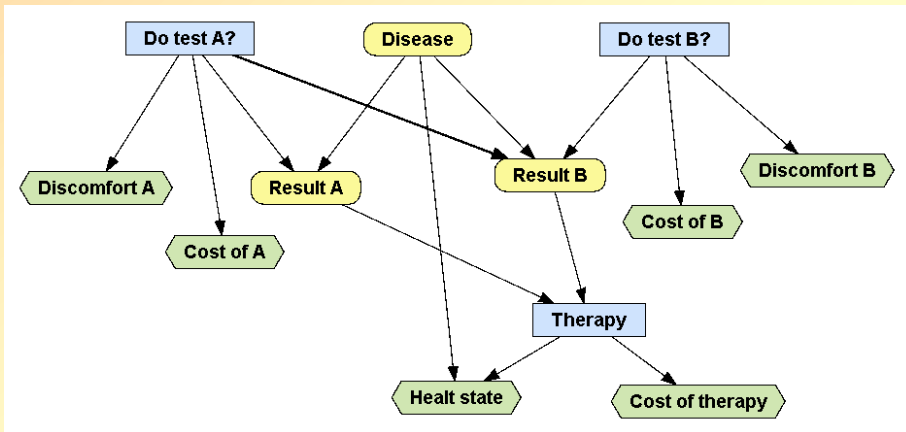 Do test A?
Disease
Do test B?
Discomfort A
Result A
Result B
Discomfort B
Cost of A
Cost of B
Therapy
Healt state
Cost of therapy